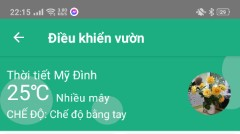 22:15
Điều khiển vườn
Thời tiết Mỹ Đình
25℃ Nhiều mây
CHẾ ĐỘ: Chế độ bằng tay